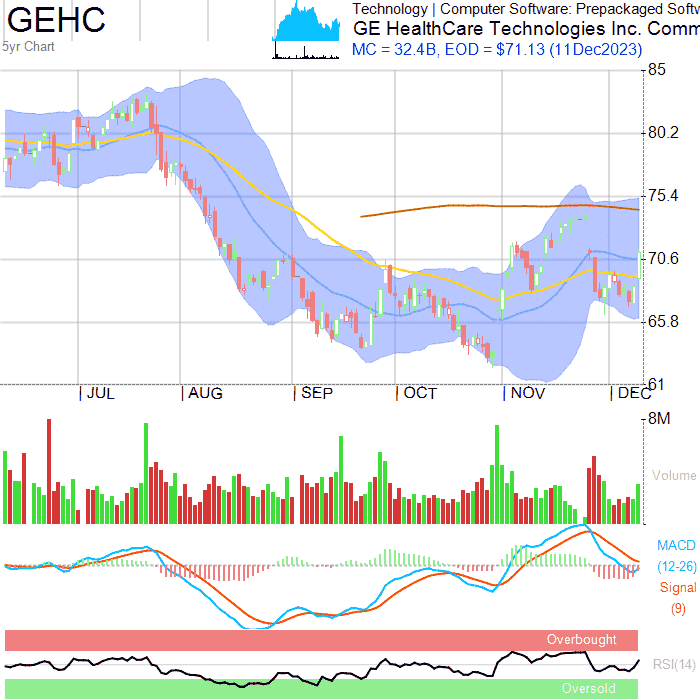 GEHC
5yr Chart
Technology | Computer Software: Prepackaged Softw
GE HealthCare Technologies Inc. Comm
MC = 32.4B, EOD = $71.13 (11Dec2023)
85
80.2
75.4
70.6
65.8
61
JUL AUG SEP OCT NOV DEC
8M
Volume
MACD
(12-26)
Signal
(9)
Overbought
RSI(14)
Oversold